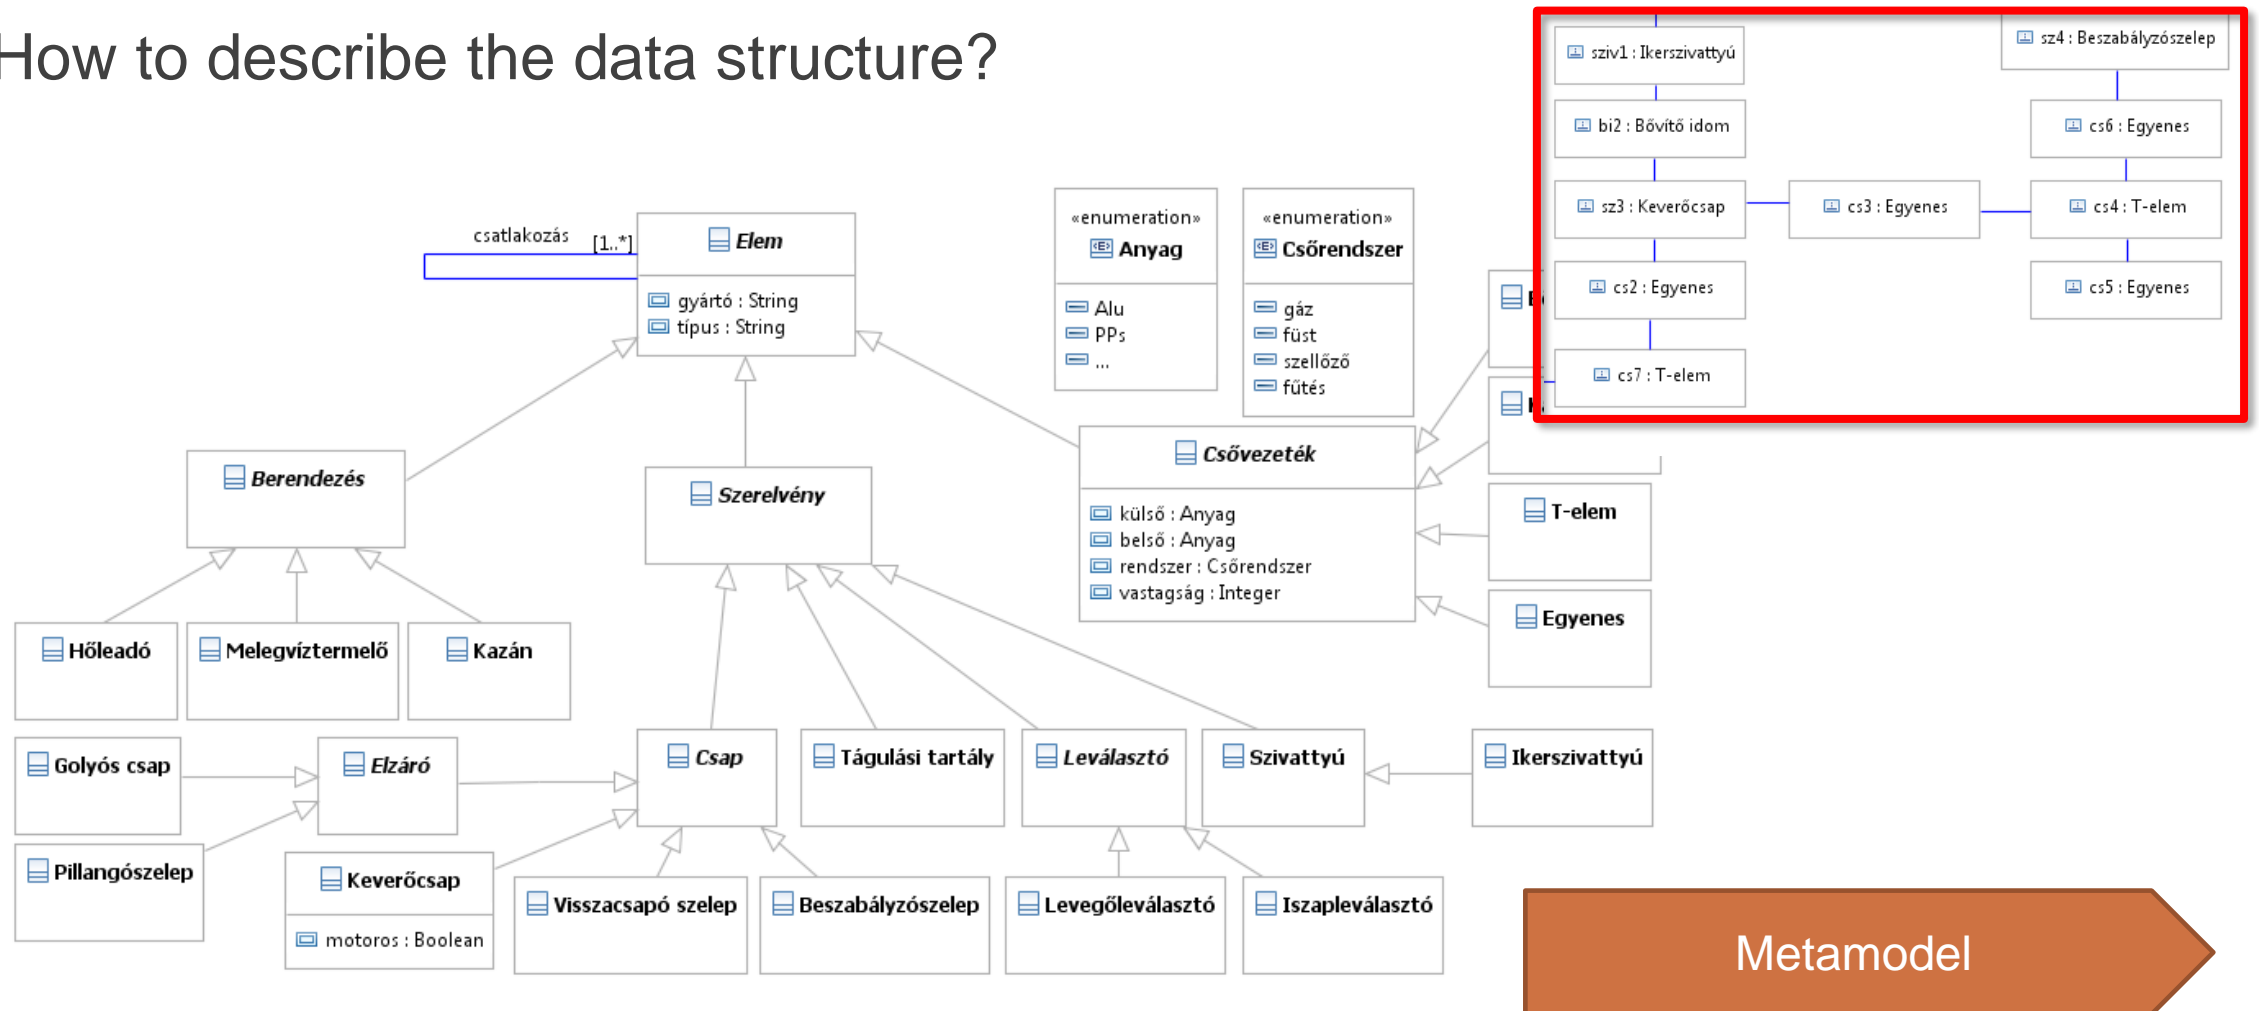 How to describe the data structure?
sziv1 : Ikerszivattyú
sz4 : Beszabályzószelep
bi2 : Bővítő idom
cs6 : Egyenes
sz3 : Keverőcsap
cs3 : Egyenes
cs4 : T-elem
cs2 : Egyenes
cs5 : Egyenes
cs7 : T-elem
csatlakozás
[1..*]
Elem
gyártó : String
típus : String
«enumeration»
Anyag
Alu
PPs
...
«enumeration»
Csőrendszer
gáz
füst
szellőző
fűtés
Berendezés
Szerelvény
Csővezeték
külső : Anyag
belső : Anyag
rendszer : Csőrendszer
vastagság : Integer
T-elem
Egyenes
Hőleadó
Melegvíztermelő
Kazán
Golyós csap
Elzáró
Csap
Tágulási tartály
Leválasztó
Szivattyú
Ikerszivattyú
Pillangószelep
Keverőcsap
motoros : Boolean
Visszacsapó szelep
Beszabályzószelep
Levegőleválasztó
Iszapleválasztó
Metamodel